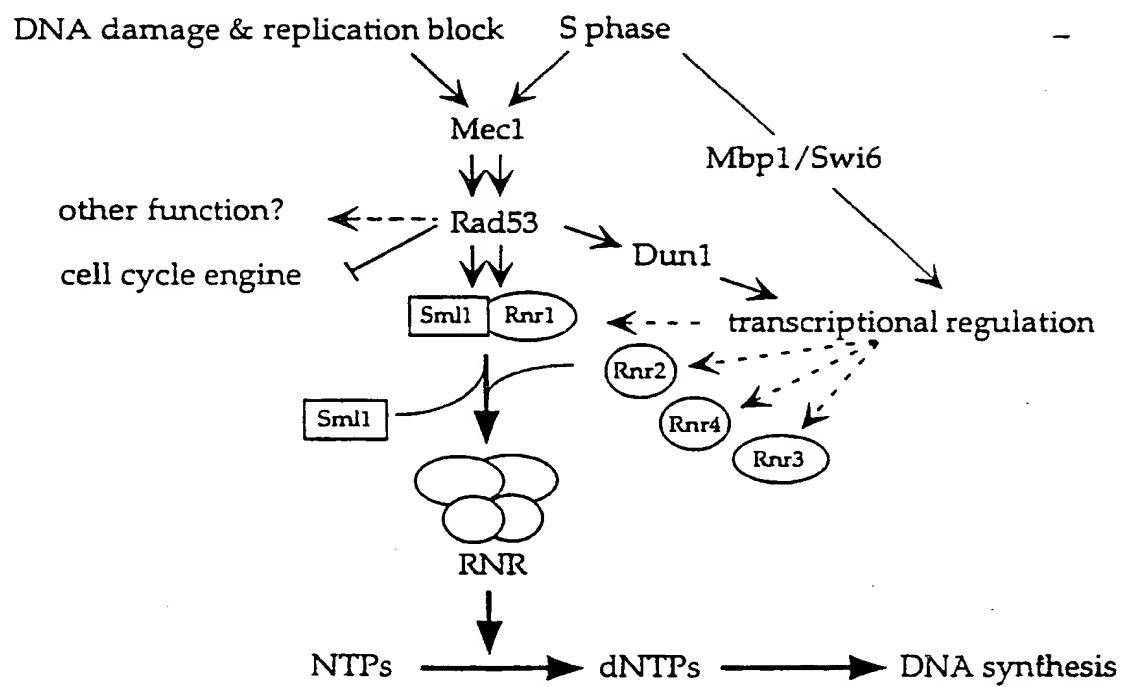 DNA damage & replication block
S phase
Mec1
Mbp1/Swi6
other function?
Rad53
Dun1
cell cycle engine
Sml1
Rnr1
transcriptional regulation
Rnr2
Sml1
Rnr4
Rnr3
RNR
NTPs
dNTPs
DNA synthesis